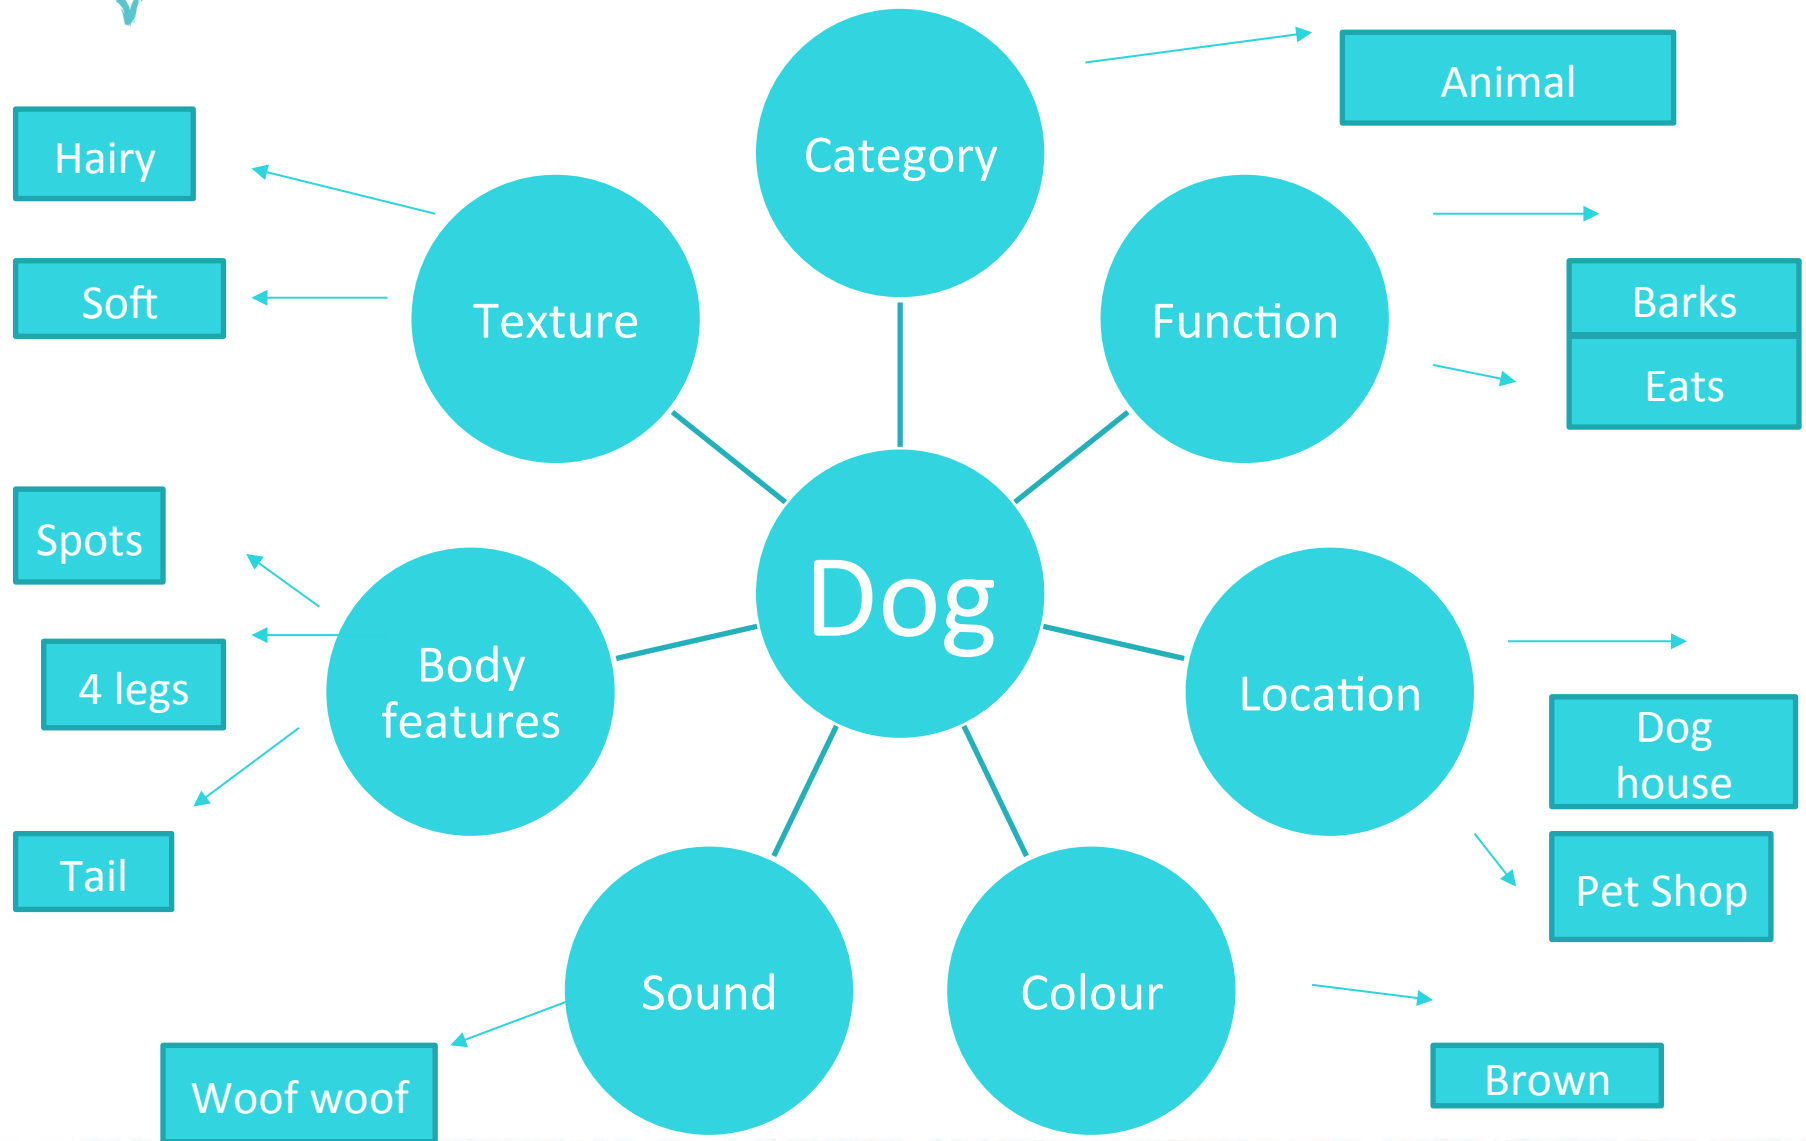 Animal
Category
Hairy
Soft
Texture
Function
Barks
Eats
Spots
4 legs
Tail
Body
features
Dog
Location
Dog
house
Pet Shop
Sound
Colour
Woof woof
Brown